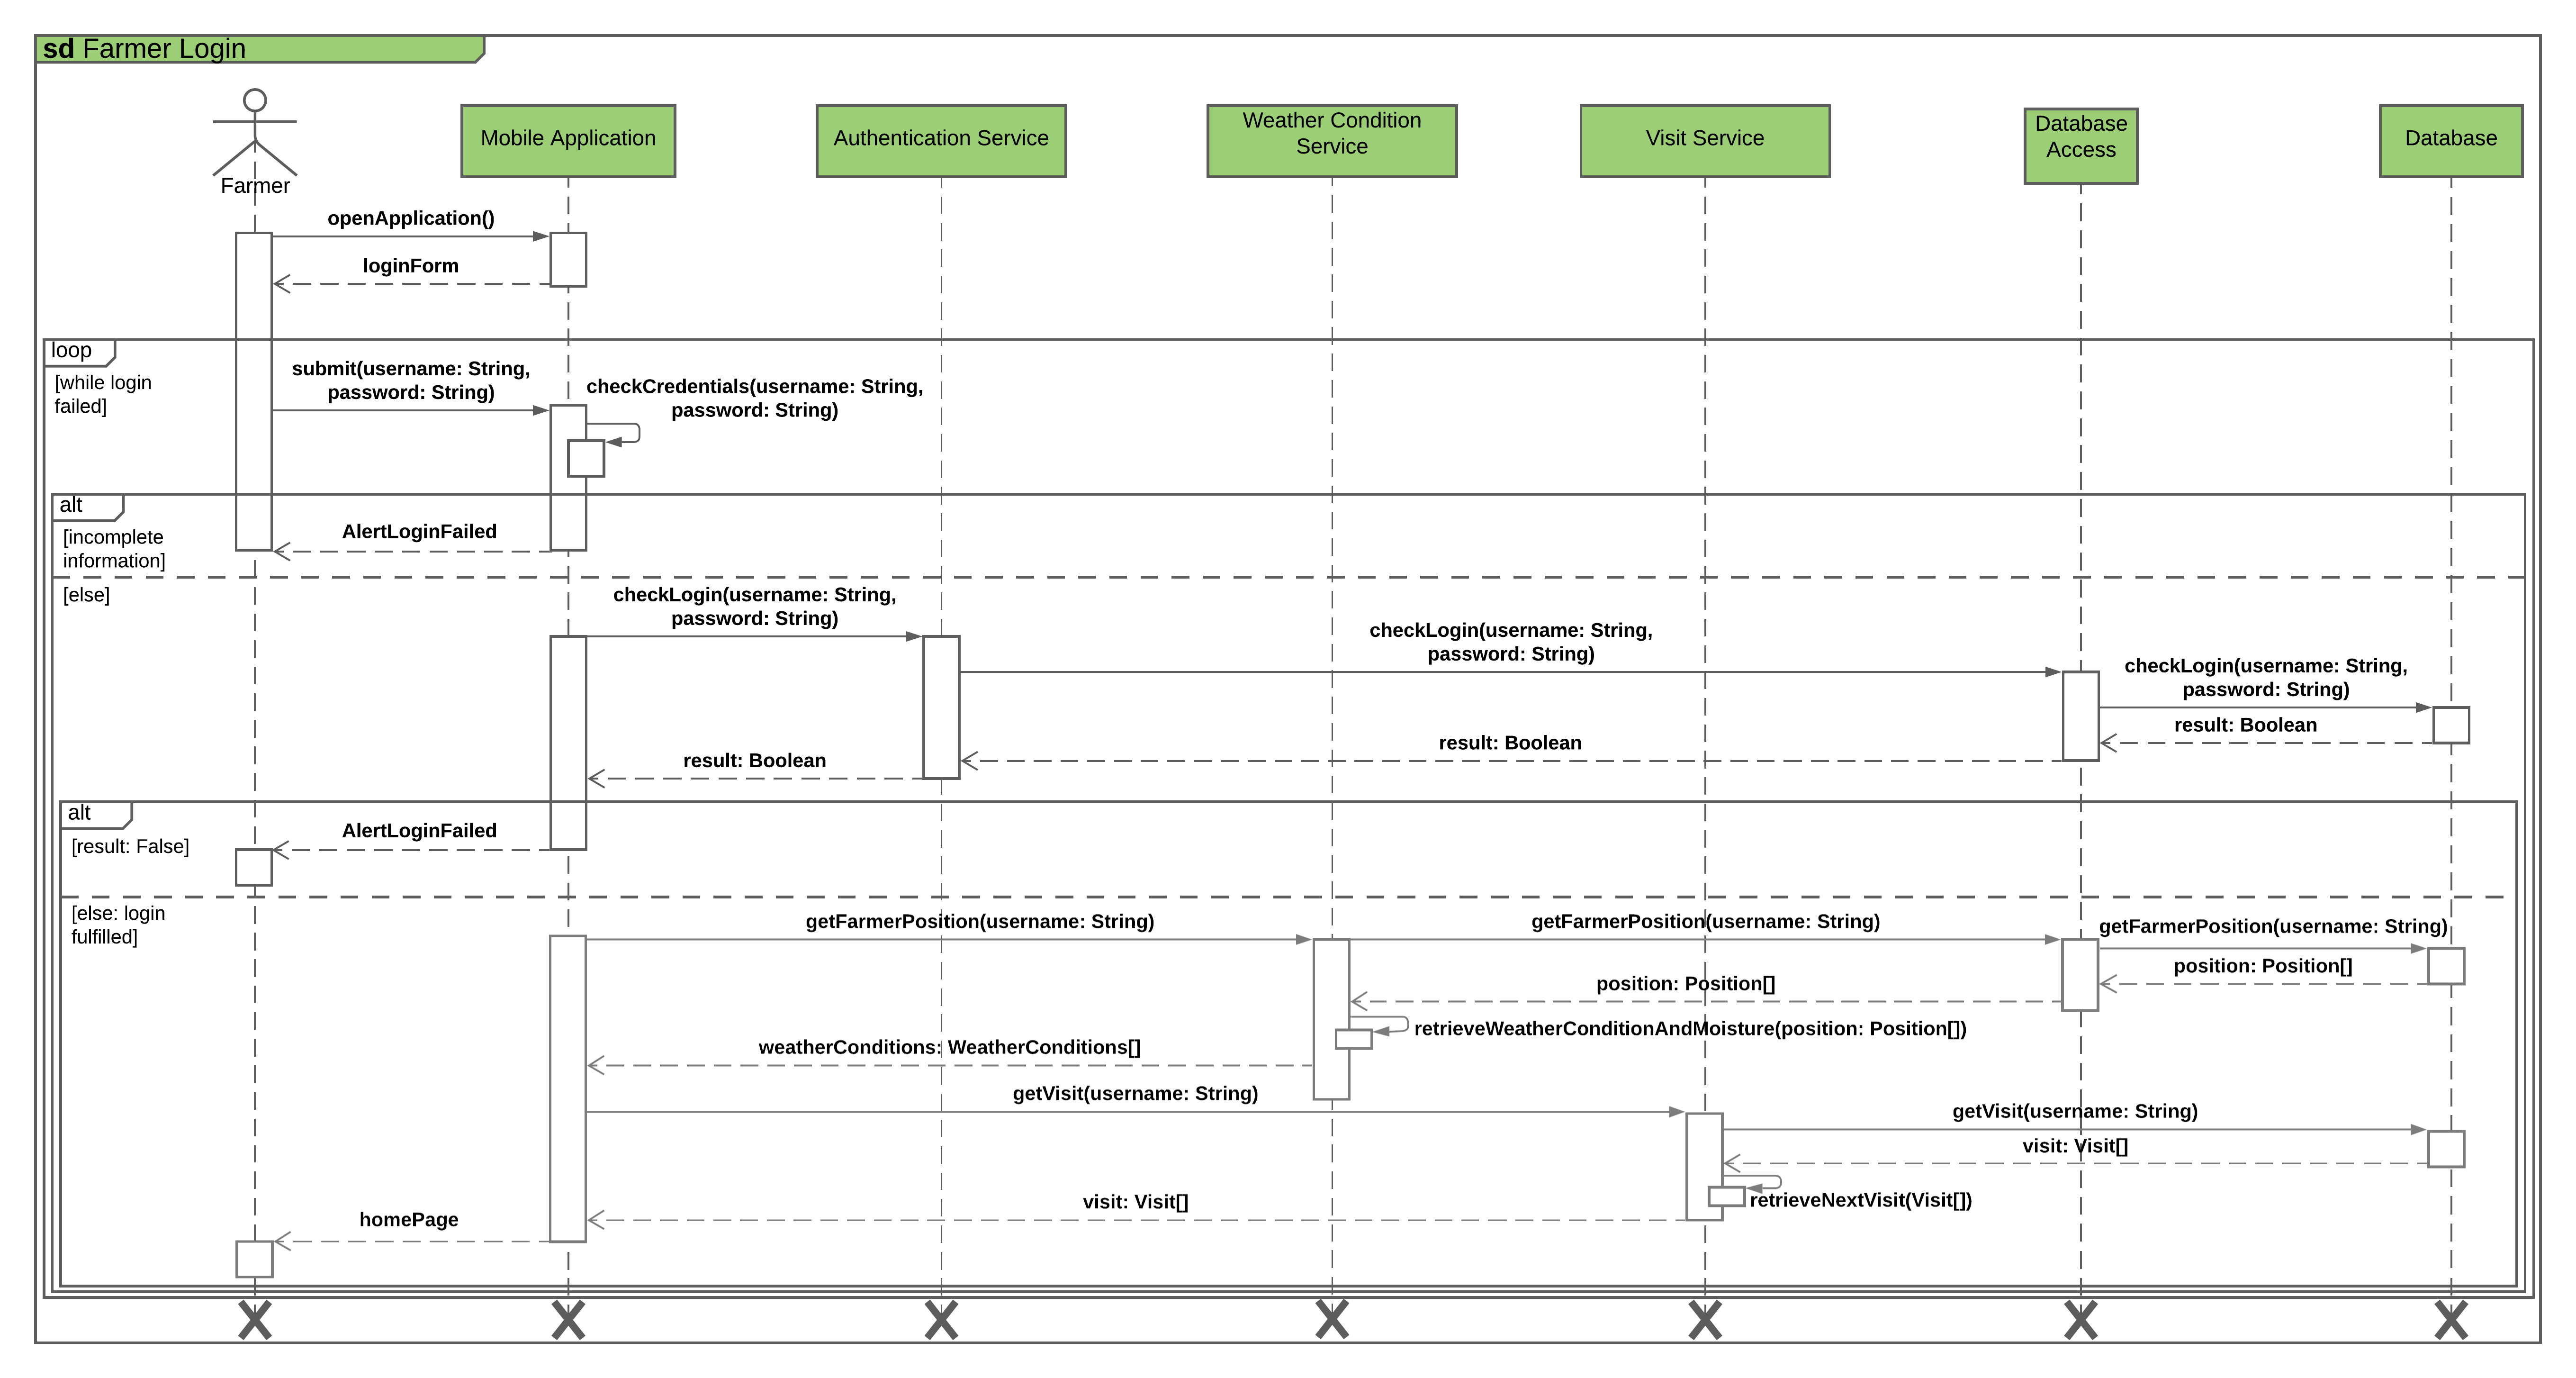 sd Farmer Login
Farmer
Mobile Application
Authentication Service
Weather Condition
Service
Visit Service
Database
Access
Database
openApplication()
loginForm
loop
[while login
failed]
submit(username: String,
password: String)
checkCredentials(username: String,
password: String)
alt
[incomplete
information]
AlertLoginFailed
[else]
checkLogin(username: String,
password: String)
checkLogin(username: String,
password: String)
checkLogin(username: String,
password: String)
result: Boolean
result: Boolean
result: Boolean
alt
[result: False]
AlertLoginFailed
[else: login
fulfilled]
getFarmerPosition(username: String)
getFarmerPosition(username: String)
getFarmerPosition(username: String)
position: Position[]
position: Position[]
retrieveWeatherConditionAndMoisture(position: Position[])
weatherConditions: WeatherConditions[]
getVisit(username: String)
getVisit(username: String)
visit: Visit[]
retrieveNextVisit(Visit[])
visit: Visit[]
homePage